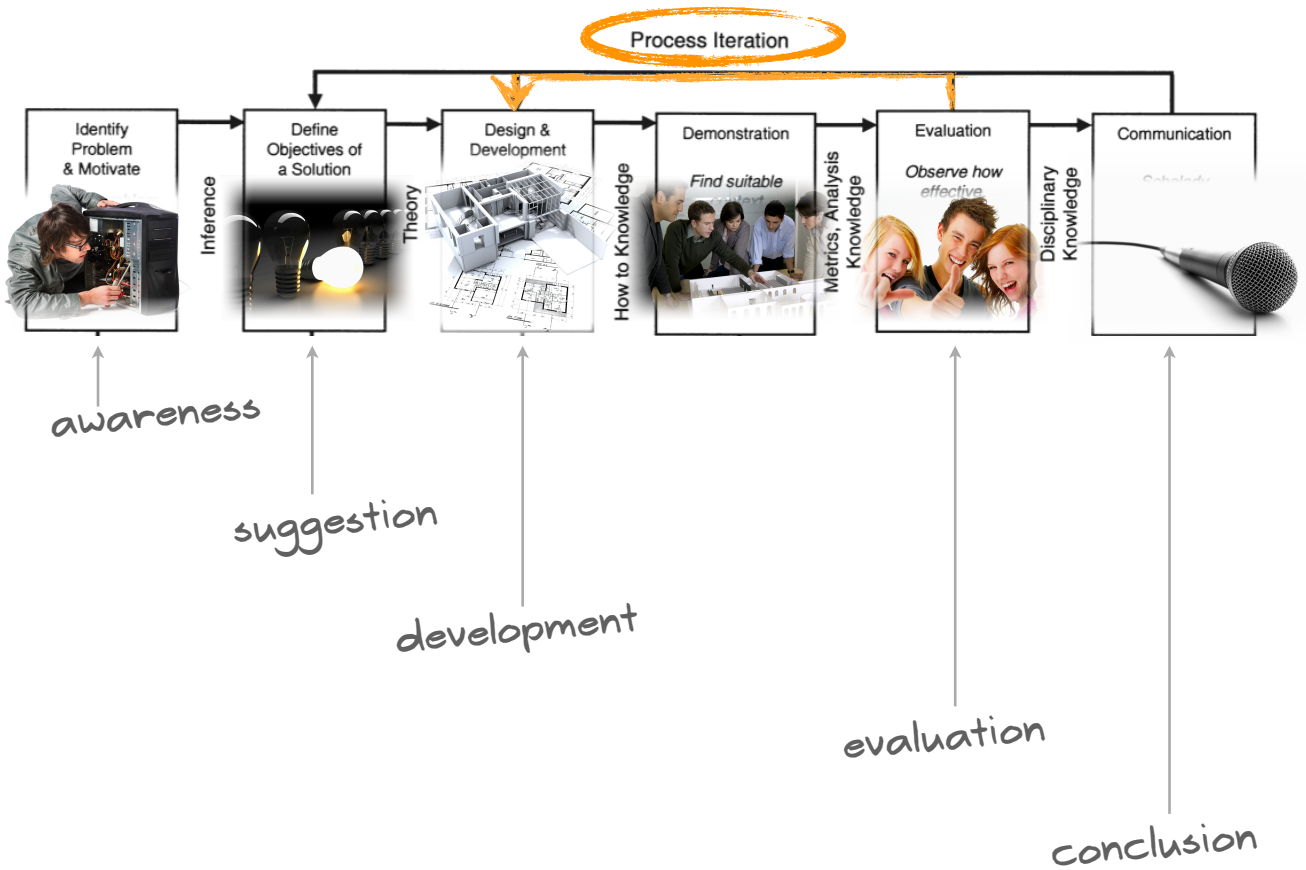 Process Iteration
Identify
Problem
& Motivate
Inference
Define
Objectives of
a Solution
Theory
Design &
Development
How to Knowledge
Demonstration
Find suitable
Metrics, Analysis
Knowledge
Evaluation
Observe how
effective
Disciplinary
Knowledge
Communication
awareness
suggestion
development
evaluation
conclusion